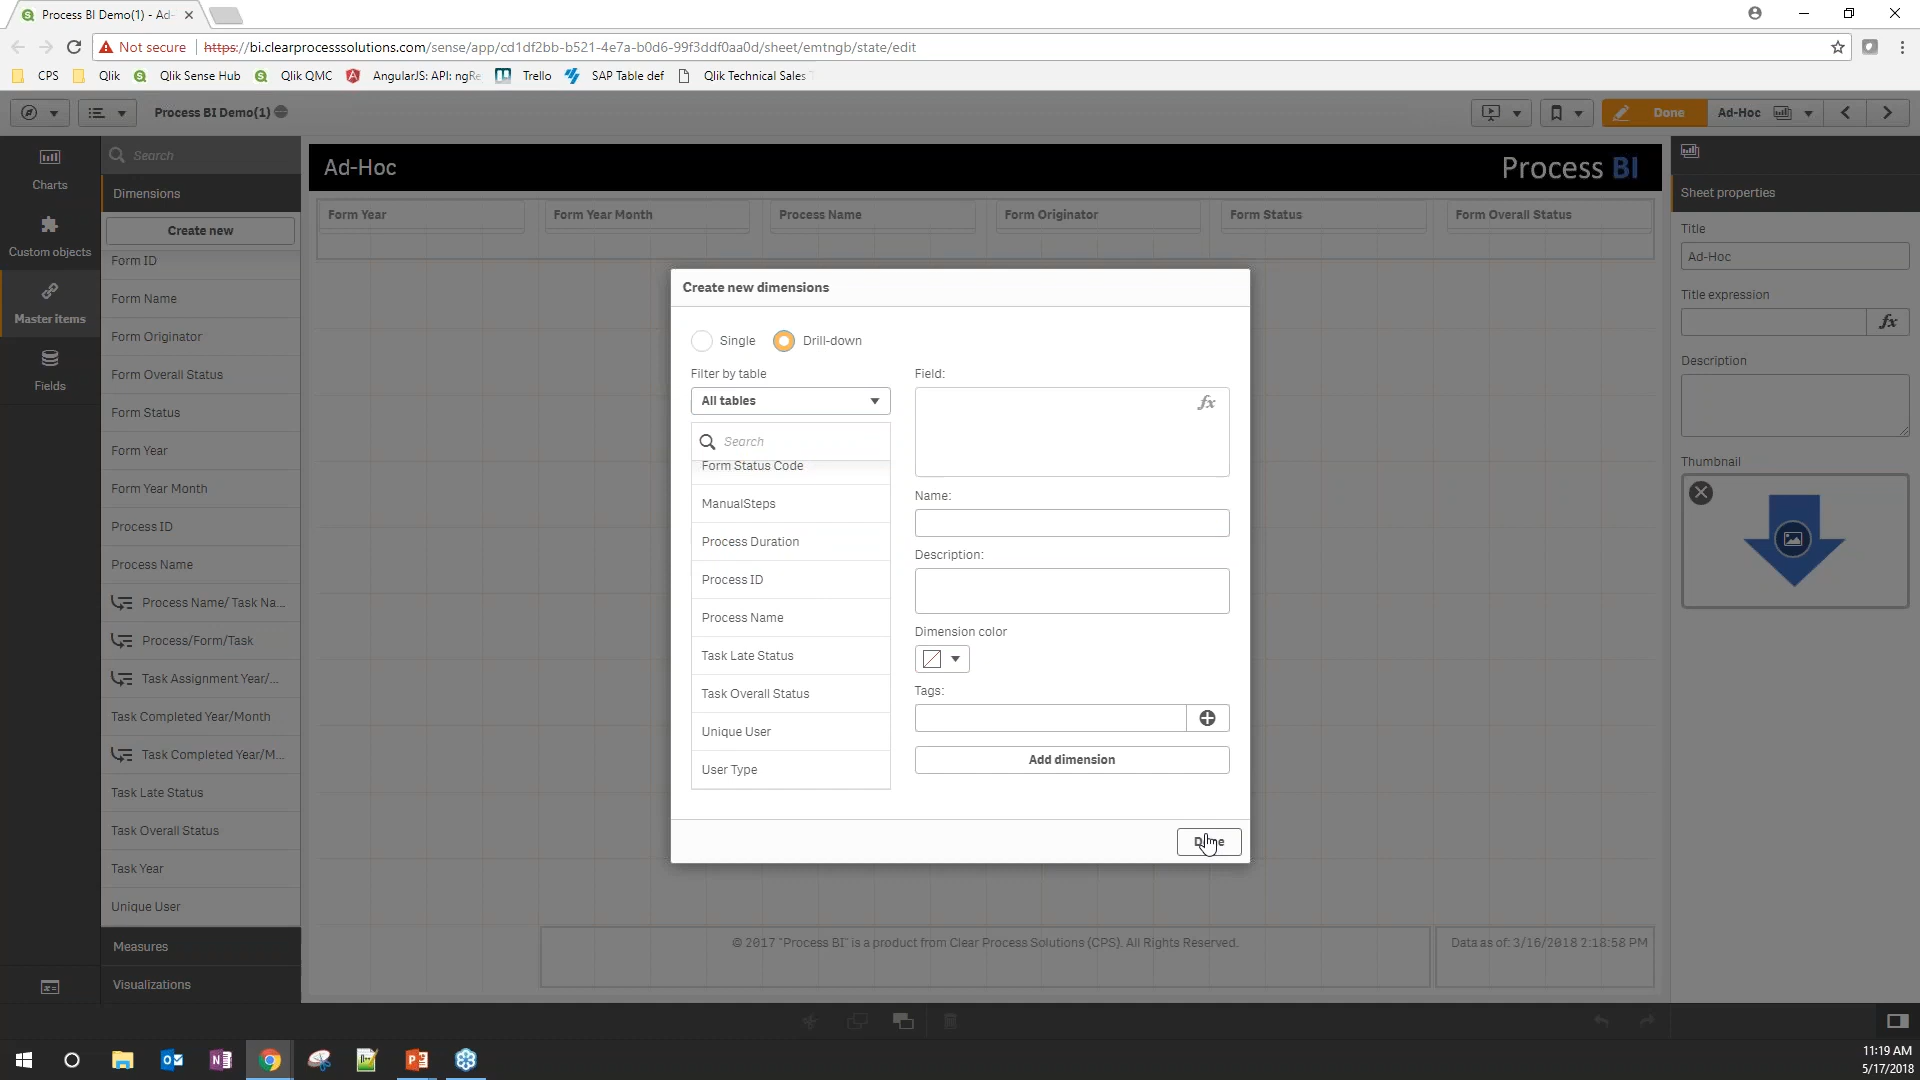 Process BI Demo(1) - Ad-
Not secure https://bi.clearprocesssolutions.com/sense/app/cd1df2bb-b521-4e7a-b0d6-99f3ddf0aa0d/sheet/emtngb/state/edit
CPS Qlik Qlik Sense Hub Qlik QMC AngularJS: API: ngRe Trello SAP Table def Qlik Technical Sales
Process BI Demo(1) Done Ad-Hoc
Charts
Custom objects
Master items
Fields
Search
Dimensions
Create new
Form ID
Form Name
Form Originator
Form Overall Status
Form Status
Form Year
Form Year Month
Process ID
Process Name
Process Name/ Task Na...
Process/Form/Task
Task Assignment Year/...
Task Completed Year/Month
Task Completed Year/M...
Task Late Status
Task Overall Status
Task Year
Unique User
Measures
Visualizations
Ad-Hoc Process BI
Form Year Form Year Month Process Name Form Originator Form Status Form Overall Status
Create new dimensions
Single Drill-down
Filter by table
All tables
Search
Form Status Code
ManualSteps
Process Duration
Process ID
Process Name
Task Late Status
Task Overall Status
Unique User
User Type
Field:
fx
Name:
Description:
Dimension color
Tags:
Add dimension
Done
© 2017 "Process BI" is a product from Clear Process Solutions (CPS). All Rights Reserved.
Data as of: 3/16/2018 2:18:58 PM
Sheet properties
Title
Ad-Hoc
Title expression
fx
Description
Thumbnail
11:19 AM
5/17/2018